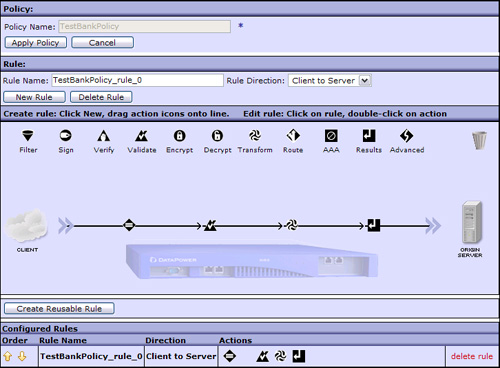 Policy:
Policy Name: TestBankPolicy *
Apply Policy Cancel
Rule:
Rule Name: TestBankPolicy_rule_0 Rule Direction: Client to Server
New Rule Delete Rule
Create rule: Click New, drag action icons onto line. Edit rule: Click on rule, double-click on action
Filter Sign Verify Validate Encrypt Decrypt Transform Route AAA Results Advanced
CLIENT
ORIGIN
SERVER
DATAPOWER
Create Reusable Rule
Configured Rules
Order Rule Name Direction Actions
TestBankPolicy_rule_0 Client to Server delete rule